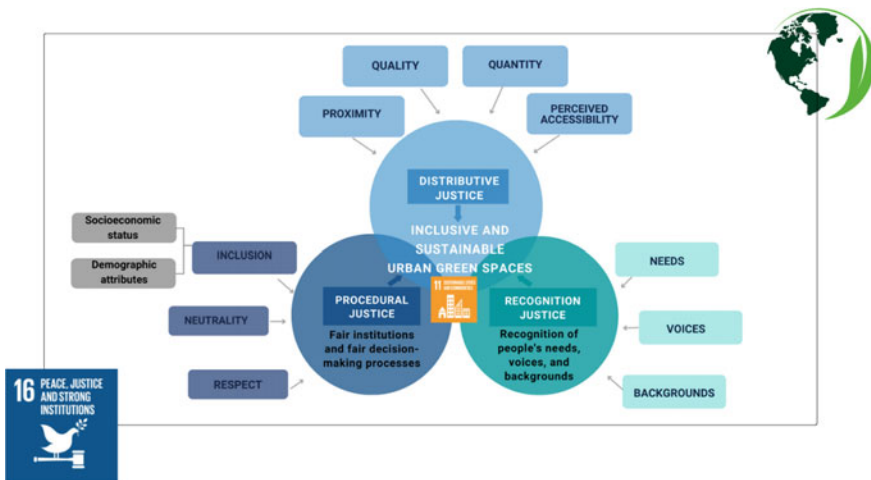 QUALITY
QUANTITY
PROXIMITY
PERCEIVED
ACCESSIBILITY
DISTRIBUTIVE
JUSTICE
INCLUSIVE AND
SUSTAINABLE
URBAN GREEN SPACES
Socioeconomic
status
Demographic
attributes
INCLUSION
NEUTRALITY
RESPECT
PROCEDURAL
JUSTICE
Fair institutions
and fair decision-
making processes
11
RECOGNITION
JUSTICE
Recognition of
people's needs,
voices, and
backgrounds
NEEDS
VOICES
BACKGROUNDS
16 PEACE, JUSTICE
AND STRONG
INSTITUTIONS